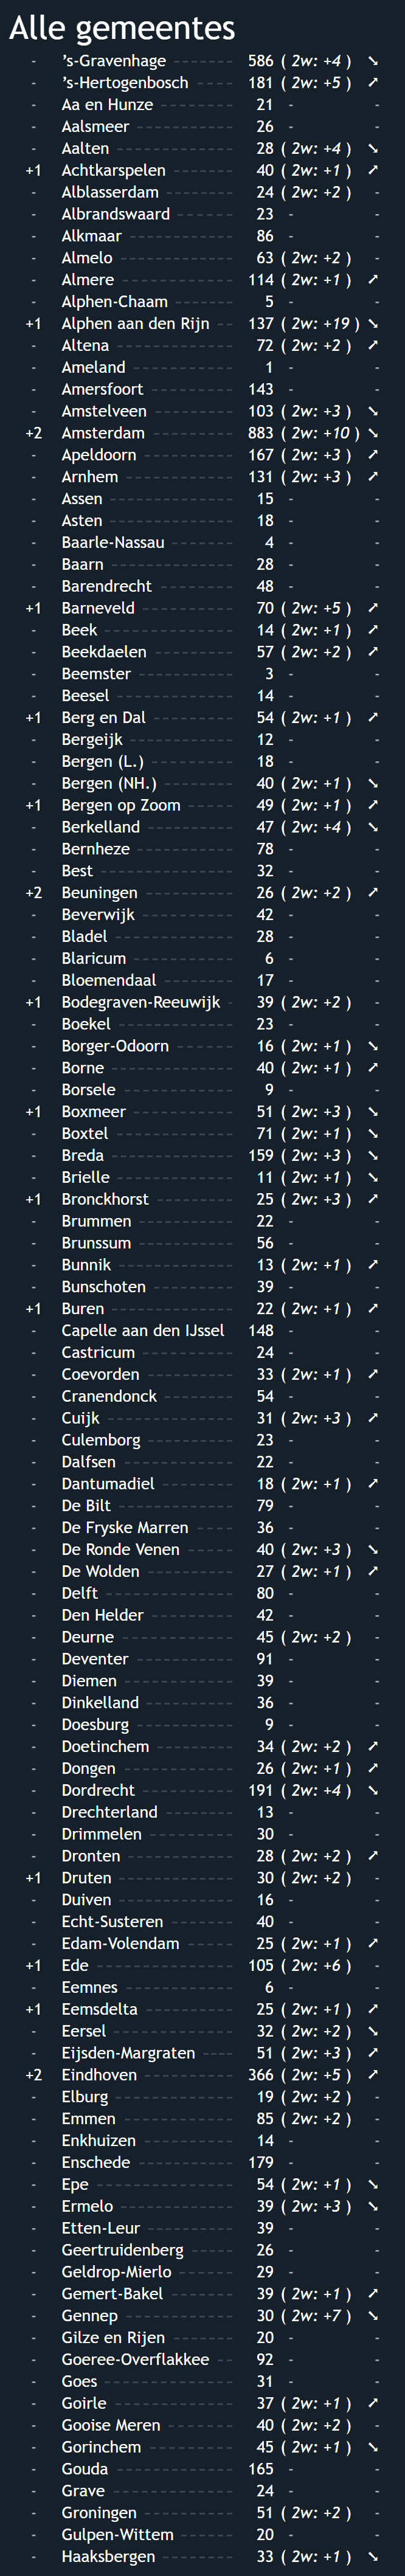 Alle gemeentes
- ’s-Gravenhage ------- 586 ( 2w: +4 ) ➘
- ’s-Hertogenbosch ----- 181 ( 2w: +5 ) ➚
- Aa en Hunze -------- 21 - -
- Aalsmeer ---------- 26 - -
- Aalten ------------ 28 ( 2w: +4 ) ➘
+1 Achtkarspelen ------- 40 ( 2w: +1 ) ➚
- Alblasserdam -------- 24 ( 2w: +2 ) -
- Albrandswaard ------- 23 - -
- Alkmaar ----------- 86 - -
- Almelo ------------ 63 ( 2w: +2 ) -
- Almere ------------ 114 ( 2w: +1 ) ➚
- Alphen-Chaam ------- 5 - -
+1 Alphen aan den Rijn -- 137 ( 2w: +19 ) ➘
- Altena ------------ 72 ( 2w: +2 ) ➚
- Ameland ----------- 1 - -
- Amersfoort --------- 143 - -
- Amstelveen --------- 103 ( 2w: +3 ) ➘
+2 Amsterdam --------- 883 ( 2w: +10 ) ➘
- Apeldoorn ---------- 167 ( 2w: +3 ) ➚
- Arnhem ------------ 131 ( 2w: +3 ) ➚
- Assen ------------- 15 - -
- Asten ------------- 18 - -
- Baarle-Nassau ------- 4 - -
- Baarn ------------- 28 - -
- Barendrecht -------- 48 - -
+1 Barneveld ---------- 70 ( 2w: +5 ) ➚
- Beek -------------- 14 ( 2w: +1 ) ➚
- Beekdaelen --------- 57 ( 2w: +2 ) ➚
- Beemster ---------- 3 - -
- Beesel ------------ 14 - -
+1 Berg en Dal --------- 54 ( 2w: +1 ) ➚
- Bergeijk ----------- 12 - -
- Bergen (L.) --------- 18 - -
- Bergen (NH.) -------- 40 ( 2w: +1 ) ➘
+1 Bergen op Zoom ------ 49 ( 2w: +1 ) ➚
- Berkelland ---------- 47 ( 2w: +4 ) ➘
- Bernheze ---------- 78 - -
- Best -------------- 32 - -
+2 Beuningen ---------- 26 ( 2w: +2 ) ➚
- Beverwijk ---------- 42 - -
- Bladel ------------ 28 - -
- Blaricum ----------- 6 - -
- Bloemendaal -------- 17 - -
+1 Bodegraven-Reeuwijk - 39 ( 2w: +2 ) -
- Boekel ------------ 23 - -
- Borger-Odoorn ------- 16 ( 2w: +1 ) ➘
- Borne ------------- 40 ( 2w: +1 ) ➚
- Borsele ------------ 9 - -
+1 Boxmeer ----------- 51 ( 2w: +3 ) ➘
- Boxtel ------------ 71 ( 2w: +1 ) ➘
- Breda ------------- 159 ( 2w: +3 ) ➘
- Brielle ------------ 11 ( 2w: +1 ) ➘
+1 Bronckhorst --------- 25 ( 2w: +3 ) ➚
- Brummen ---------- 22 - -
- Brunssum ---------- 56 - -
- Bunnik ------------ 13 ( 2w: +1 ) ➚
- Bunschoten --------- 39 - -
+1 Buren ------------- 22 ( 2w: +1 ) ➚
- Capelle aan den IJssel 148 - -
- Castricum ---------- 24 - -
- Coevorden ---------- 33 ( 2w: +1 ) ➚
- Cranendonck -------- 54 - -
- Cuijk ------------- 31 ( 2w: +3 ) ➚
- Culemborg --------- 23 - -
- Dalfsen ----------- 22 - -
- Dantumadiel -------- 18 ( 2w: +1 ) ➚
- De Bilt ------------ 79 - -
- De Fryske Marren ---- 36 - -
- De Ronde Venen ------ 40 ( 2w: +3 ) ➘
- De Wolden ---------- 27 ( 2w: +1 ) ➚
- Delft ------------- 80 - -
- Den Helder --------- 42 - -
- Deurne ------------ 45 ( 2w: +2 ) -
- Deventer ---------- 91 - -
- Diemen ----------- 39 - -
- Dinkelland --------- 36 - -
- Doesburg ---------- 9 - -
- Doetinchem -------- 34 ( 2w: +2 ) ➚
- Dongen ----------- 26 ( 2w: +1 ) ➚
- Dordrecht ---------- 191 ( 2w: +4 ) ➘
- Drechterland -------- 13 - -
- Drimmelen --------- 30 - -
- Dronten ----------- 28 ( 2w: +2 ) ➚
+1 Druten ------------ 30 ( 2w: +2 ) -
- Duiven ------------ 16 - -
- Echt-Susteren ------- 40 - -
- Edam-Volendam ------ 25 ( 2w: +1 ) ➚
+1 Ede -------------- 105 ( 2w: +6 ) -
- Eemnes ----------- 6 - -
+1 Eemsdelta ---------- 25 ( 2w: +1 ) ➚
- Eersel ------------ 32 ( 2w: +2 ) ➘
- Eijsden-Margraten ---- 51 ( 2w: +3 ) ➚
+2 Eindhoven ---------- 366 ( 2w: +5 ) ➚
- Elburg ------------ 19 ( 2w: +2 ) -
- Emmen ------------ 85 ( 2w: +2 ) -
- Enkhuizen ---------- 14 - -
- Enschede ---------- 179 - -
- Epe -------------- 54 ( 2w: +1 ) ➘
- Ermelo ------------ 39 ( 2w: +3 ) ➘
- Etten-Leur --------- 39 - -
- Geertruidenberg ----- 26 - -
- Geldrop-Mierlo ------- 29 - -
- Gemert-Bakel -------- 39 ( 2w: +1 ) ➚
- Gennep ----------- 30 ( 2w: +7 ) ➘
- Gilze en Rijen ------- 20 - -
- Goeree-Overflakkee -- 92 - -
- Goes ------------- 31 - -
- Goirle ------------ 37 ( 2w: +1 ) ➚
- Gooise Meren -------- 40 ( 2w: +2 ) -
- Gorinchem --------- 45 ( 2w: +1 ) ➘
- Gouda ------------ 165 - -
- Grave ------------- 24 - -
- Groningen ---------- 51 ( 2w: +2 ) -
- Gulpen-Wittem ------ 20 - -
- Haaksbergen -------- 33 ( 2w: +1 ) ➘